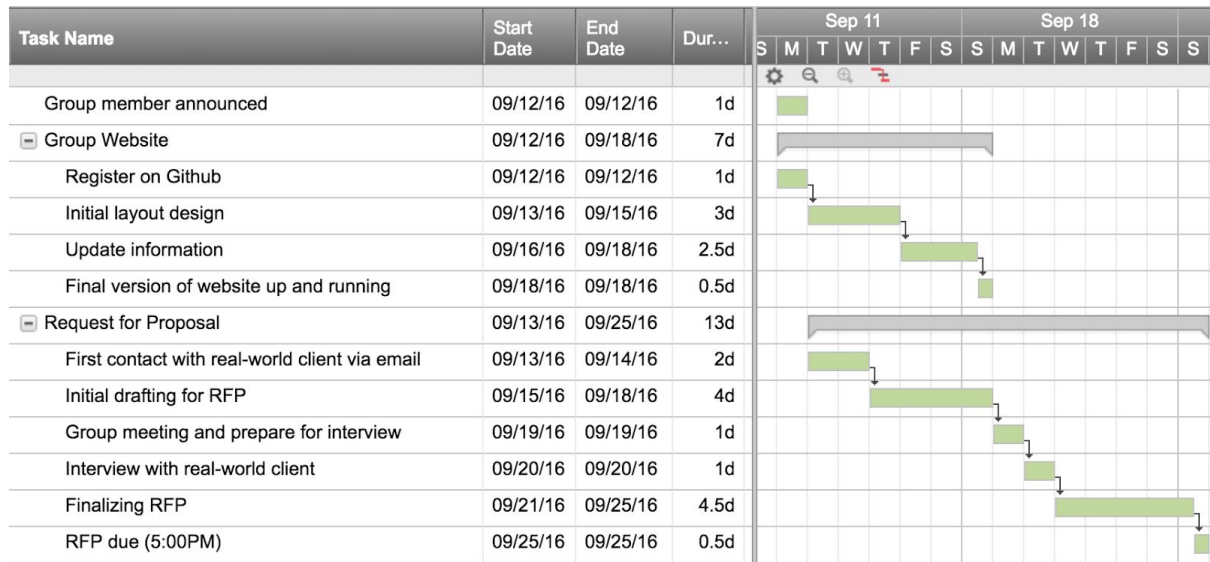 Task Name Start Date End Date Dur... Sep 11 Sep 18
S M T W T F S S M T W T F S S
Group member announced 09/12/16 09/12/16 1d
Group Website 09/12/16 09/18/16 7d
Register on Github 09/12/16 09/12/16 1d
Initial layout design 09/13/16 09/15/16 3d
Update information 09/16/16 09/18/16 2.5d
Final version of website up and running 09/18/16 09/18/16 0.5d
Request for Proposal 09/13/16 09/25/16 13d
First contact with real-world client via email 09/13/16 09/14/16 2d
Initial drafting for RFP 09/15/16 09/18/16 4d
Group meeting and prepare for interview 09/19/16 09/19/16 1d
Interview with real-world client 09/20/16 09/20/16 1d
Finalizing RFP 09/21/16 09/25/16 4.5d
RFP due (5:00PM) 09/25/16 09/25/16 0.5d